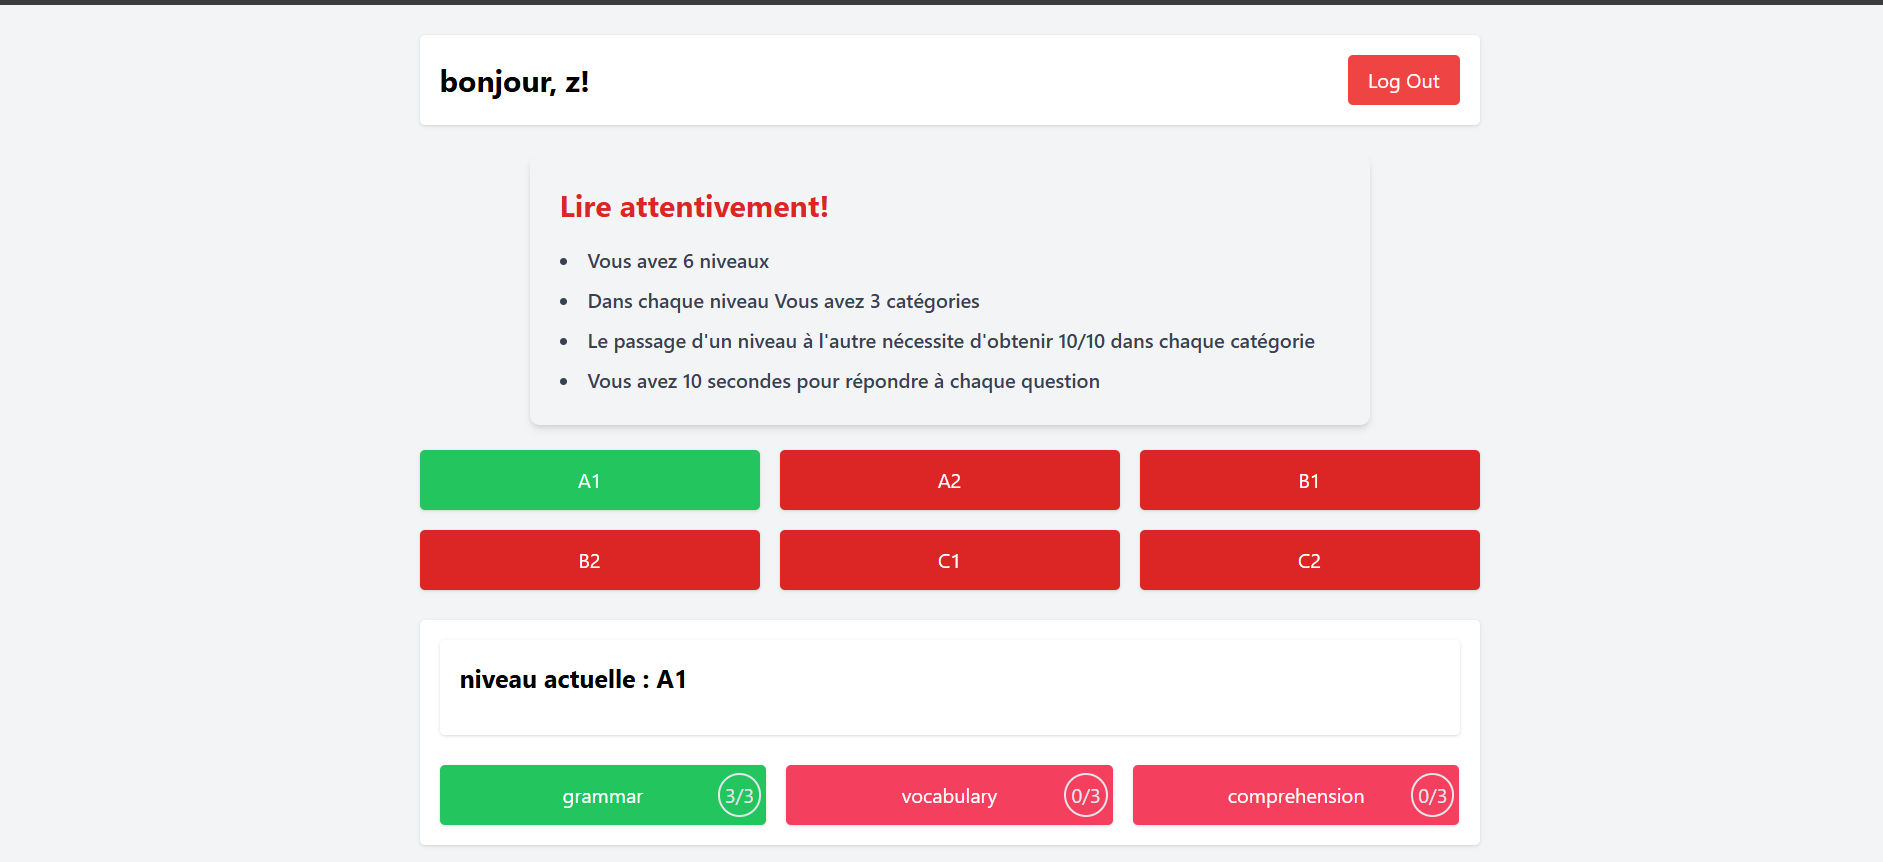 bonjour, z!
Log Out
Lire attentivement!
• Vous avez 6 niveaux
• Dans chaque niveau Vous avez 3 catégories
• Le passage d'un niveau à l'autre nécessite d'obtenir 10/10 dans chaque catégorie
• Vous avez 10 secondes pour répondre à chaque question
A1
A2
B1
B2
C1
C2
niveau actuelle : A1
grammar 3/3
vocabulary 0/3
comprehension 0/3